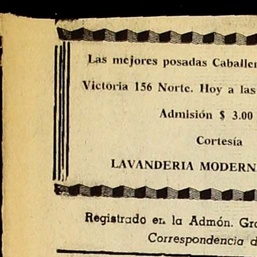 Las mejores posadas Caballer
Victoria 156 Norte. Hoy a las
Admisión $ 3.00
Cortesía
LAVANDERIA MODERN
Registrado en la Admón. Gr
Correspondencia d